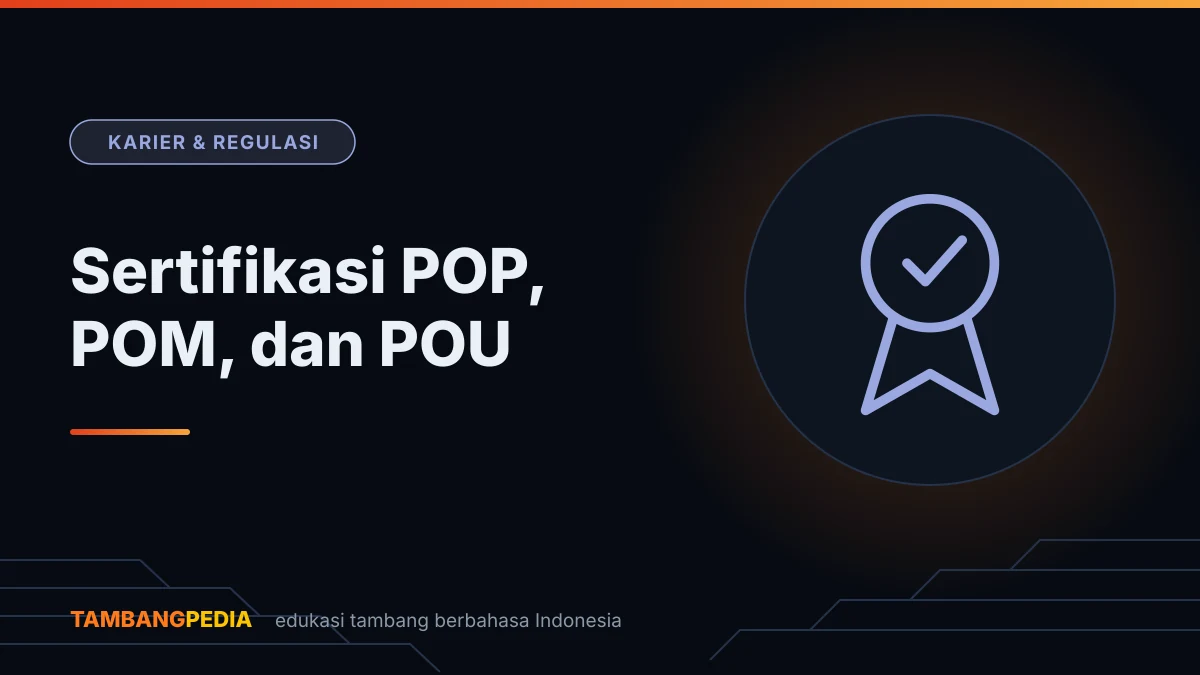 KARIER & REGULASI
Sertifikasi POP,
POM, dan POU
TAMBANGPEDIA edukasi tambang berbahasa Indonesia